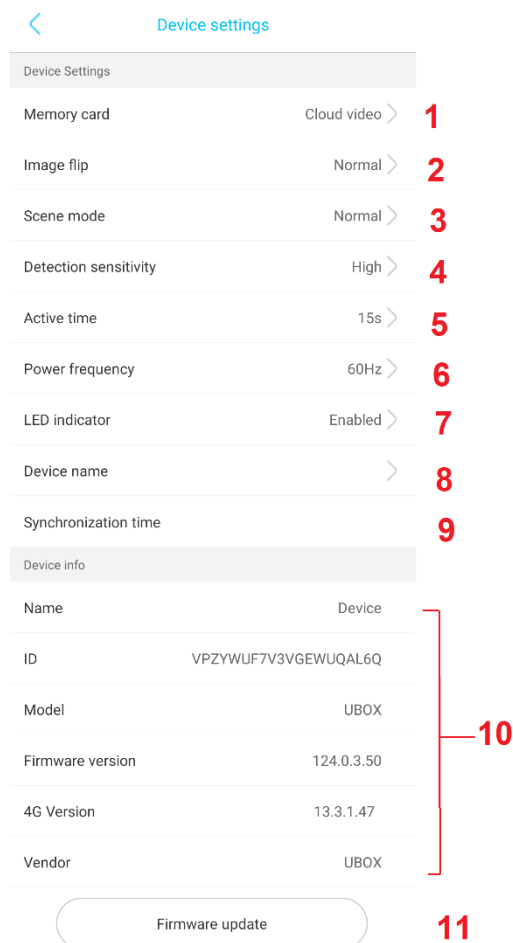 Device settings
Device Settings
Memory card Cloud video 1
Image flip Normal 2
Scene mode Normal 3
Detection sensitivity High 4
Active time 15s 5
Power frequency 60Hz 6
LED indicator Enabled 7
Device name 8
Synchronization time 9
Device info
Name Device
ID VPZYWUF7V3VGEWUQAL6Q
Model UBOX
10
Firmware version 124.0.3.50
4G Version 13.3.1.47
Vendor UBOX
Firmware update 11